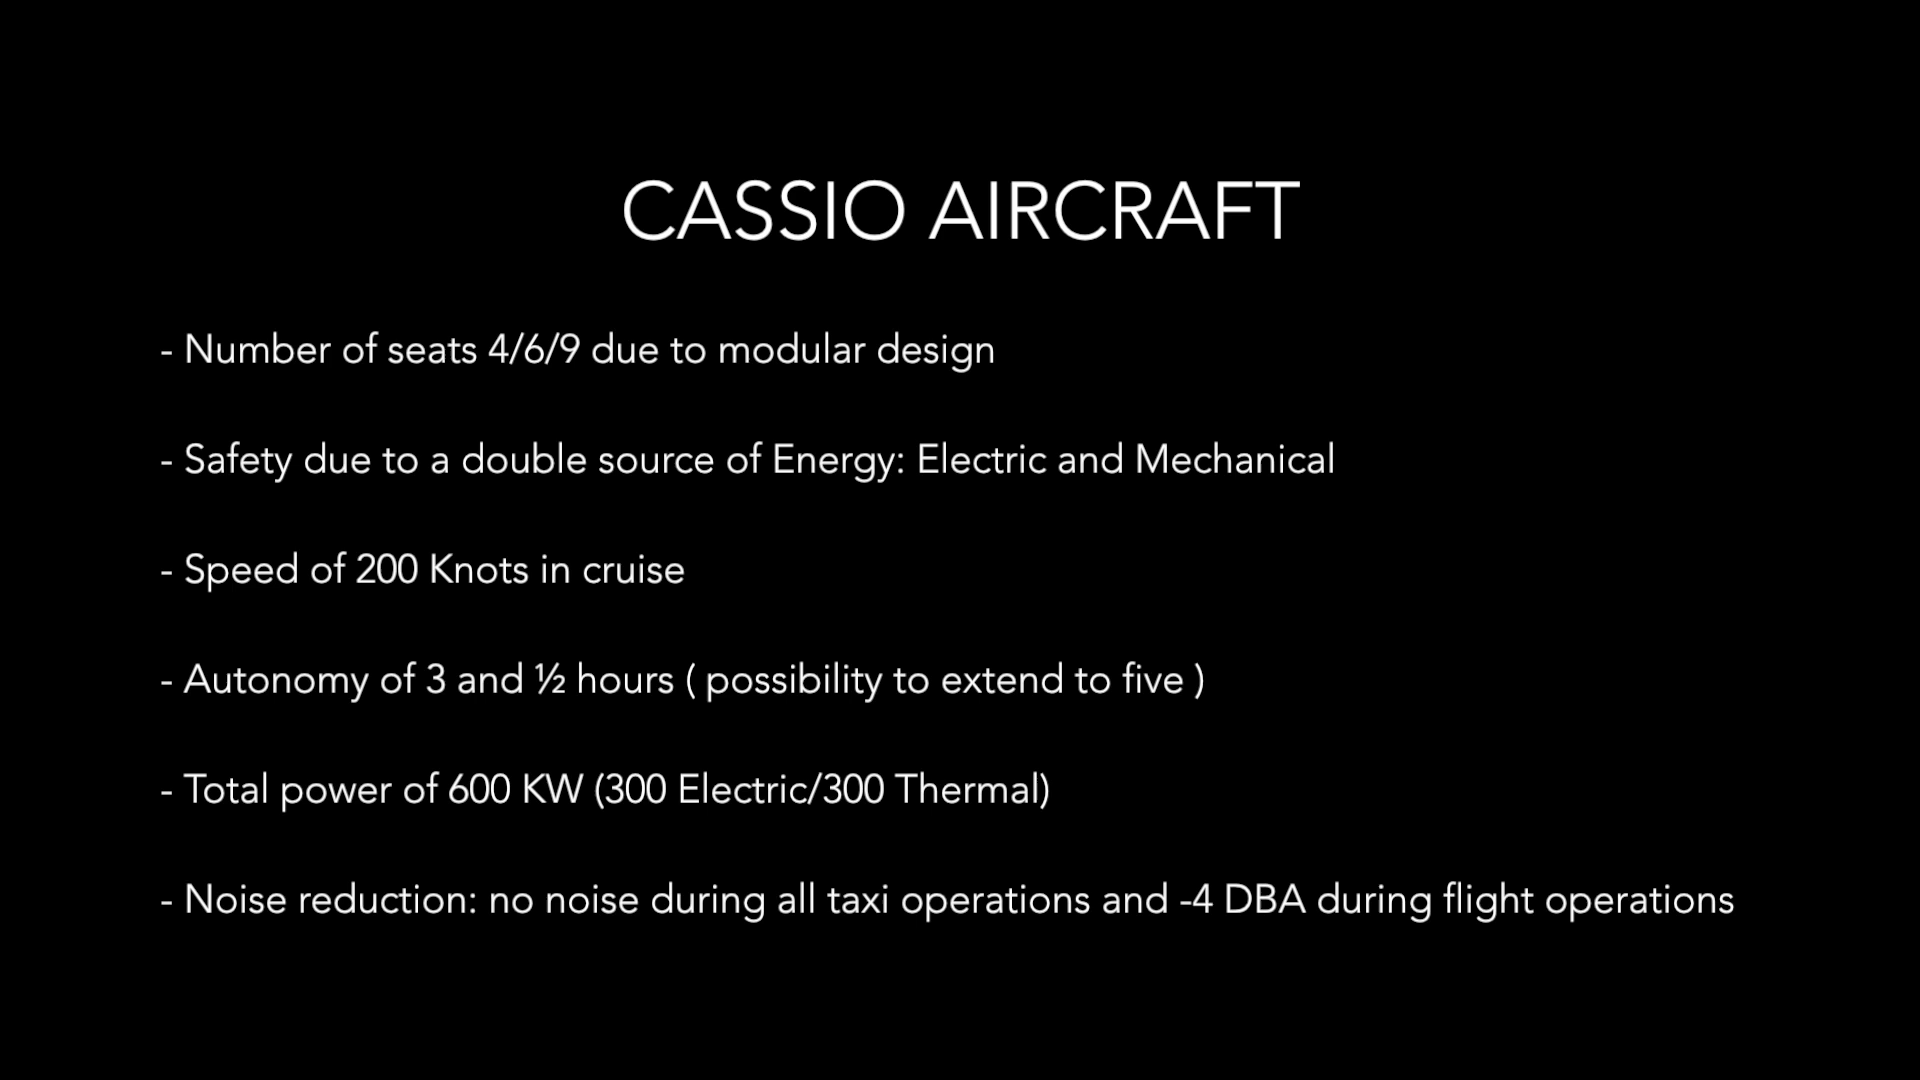 CASSIO AIRCRAFT
- Number of seats 4/6/9 due to modular design
- Safety due to a double source of Energy: Electric and Mechanical
- Speed of 200 Knots in cruise
- Autonomy of 3 and ½ hours ( possibility to extend to five )
- Total power of 600 KW (300 Electric/300 Thermal)
- Noise reduction: no noise during all taxi operations and -4 DBA during flight operations